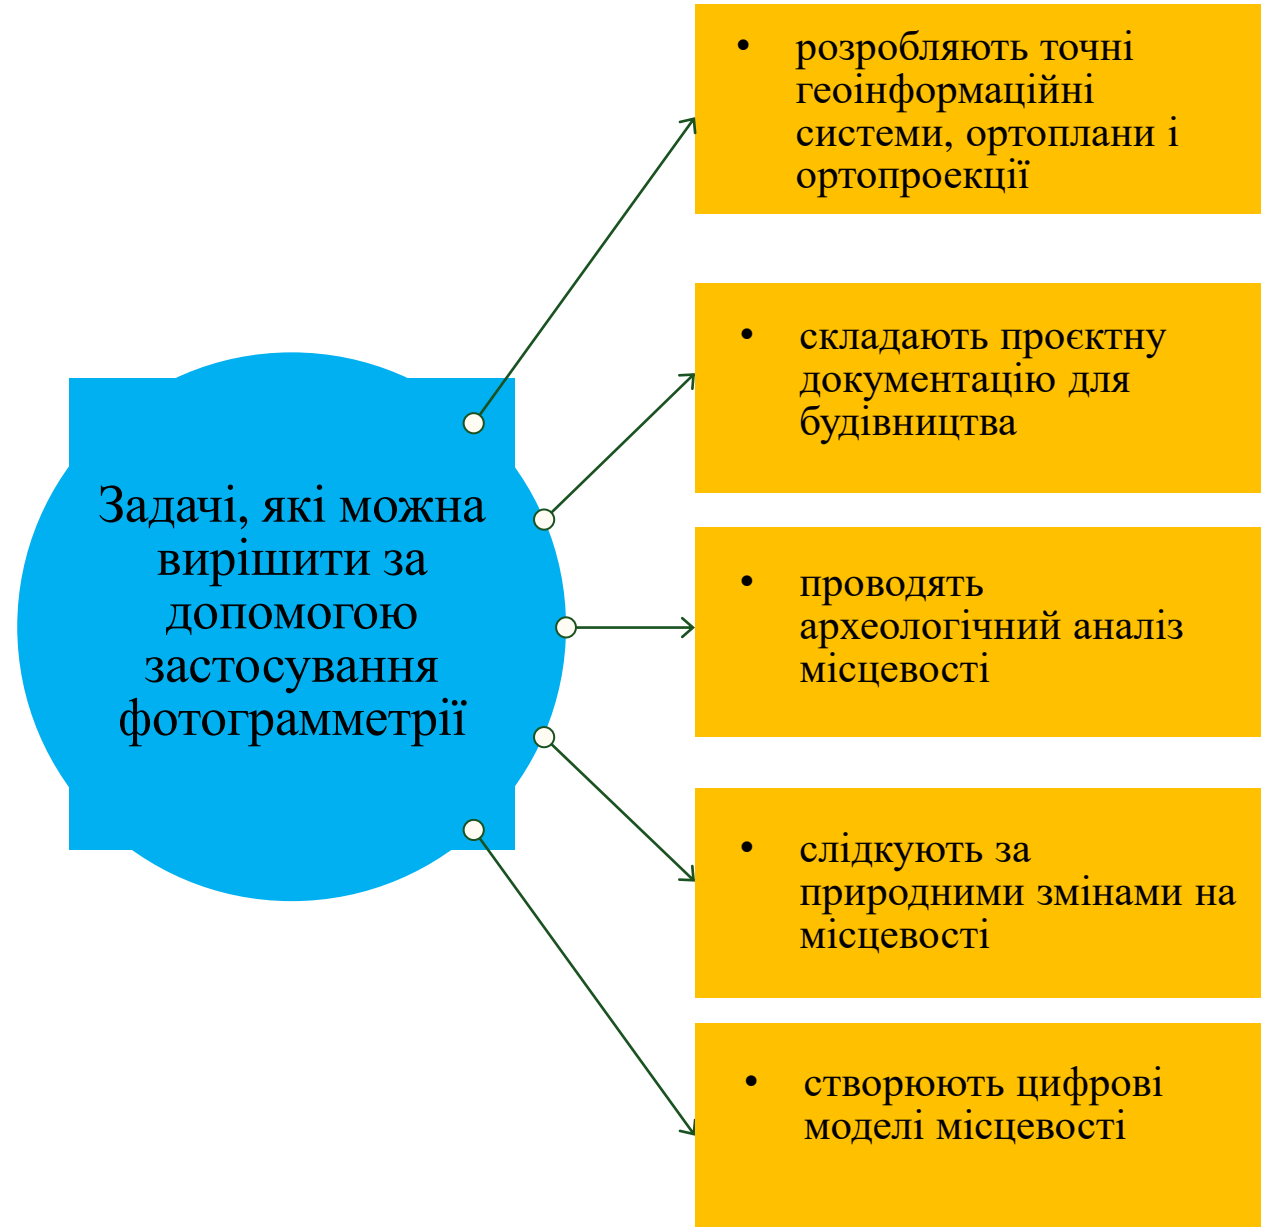 Задачі, які можна
вирішити за
допомогою
застосування
фотограмметрії
• розробляють точні
геоінформаційні
системи, ортоплани і
ортопроекції
• складають проєктну
документацію для
будівництва
• проводять
археологічний аналіз
місцевості
• слідкують за
природними змінами на
місцевості
• створюють цифрові
моделі місцевості